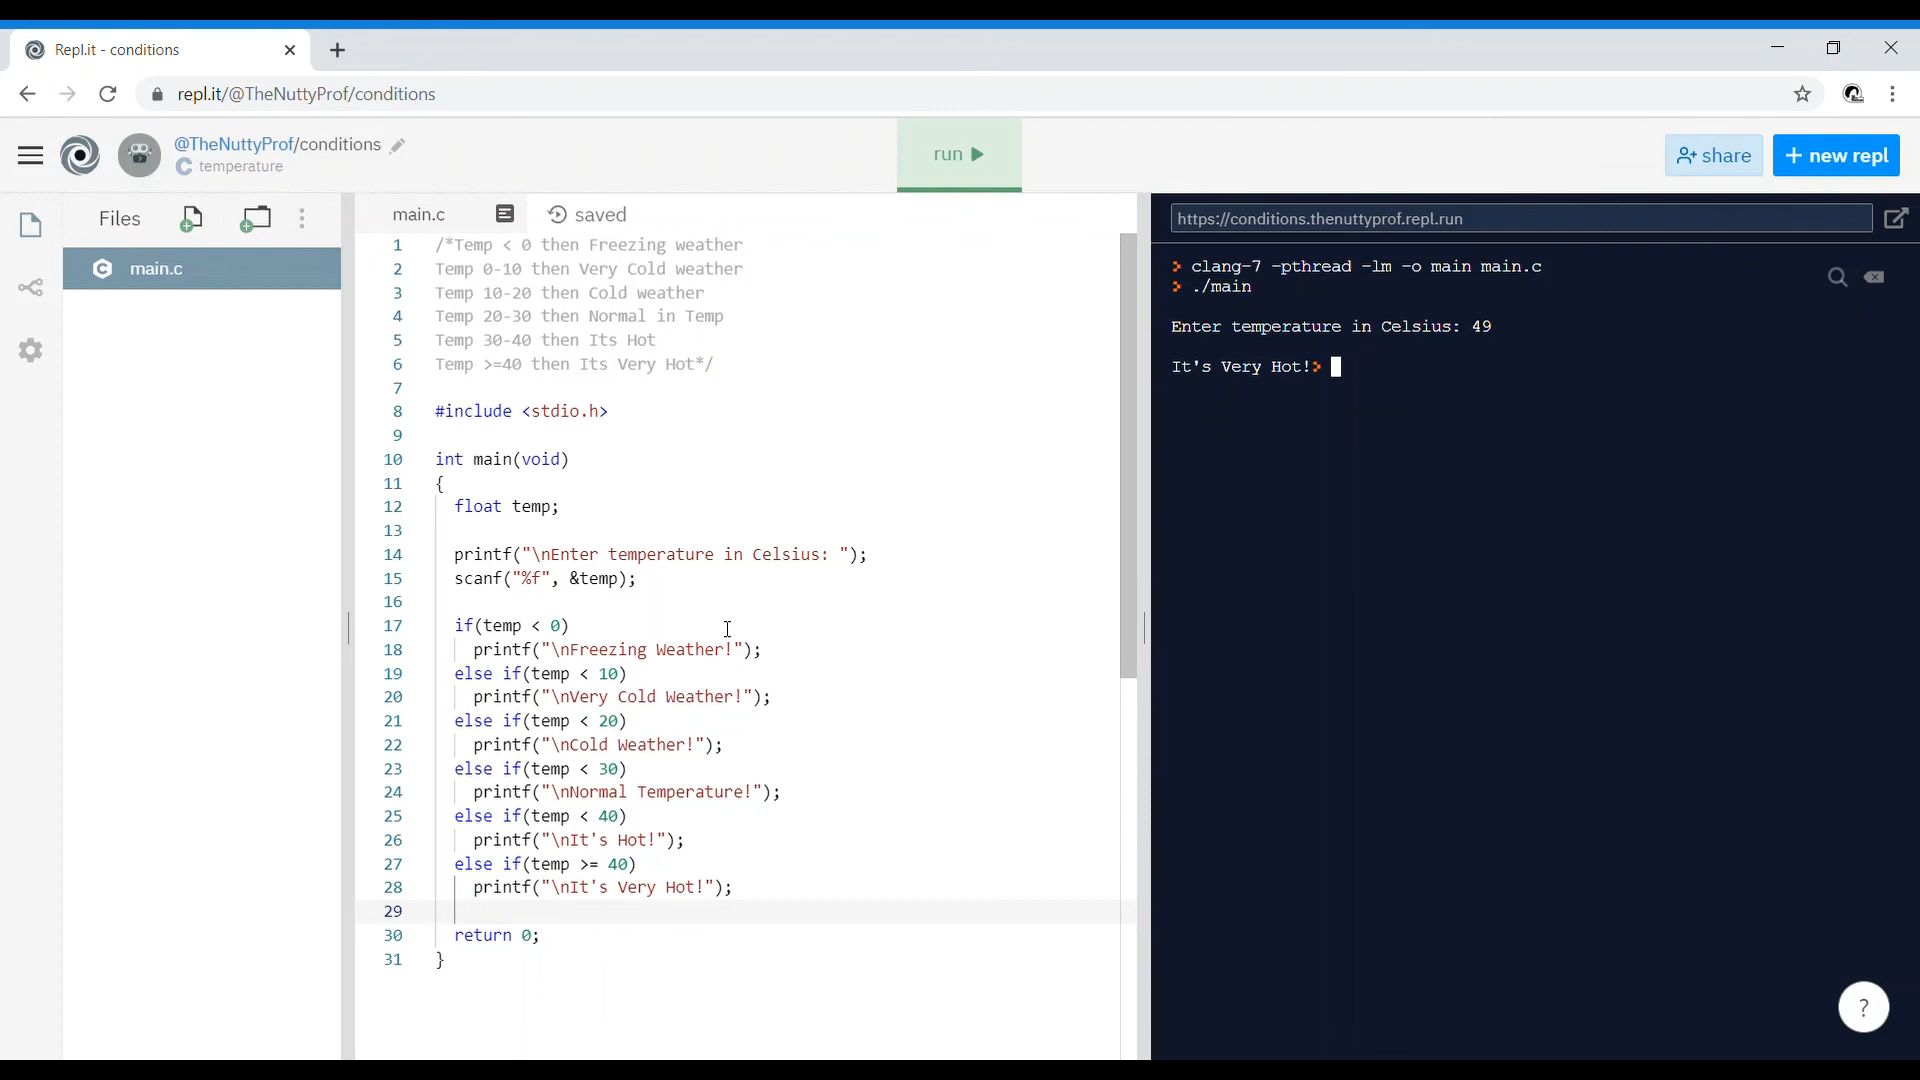 Repl.it - conditions
repl.it/@TheNuttyProf/conditions
@TheNuttyProf/conditions
temperature
run
share
+ new repl
Files
main.c
main.c
saved
https://conditions.thenuttyprof.repl.run
1 /*Temp < 0 then Freezing weather
2 Temp 0-10 then Very Cold weather
3 Temp 10-20 then Cold weather
4 Temp 20-30 then Normal in Temp
5 Temp 30-40 then Its Hot
6 Temp >=40 then Its Very Hot*/
7
8 #include <stdio.h>
9
10 int main(void)
11 {
12 float temp;
13
14 printf("\nEnter temperature in Celsius: ");
15 scanf("%f", &temp);
16
17 if(temp < 0)
18 printf("\nFreezing Weather!");
19 else if(temp < 10)
20 printf("\nVery Cold Weather!");
21 else if(temp < 20)
22 printf("\nCold Weather!");
23 else if(temp < 30)
24 printf("\nNormal Temperature!");
25 else if(temp < 40)
26 printf("\nIt's Hot!");
27 else if(temp >= 40)
28 printf("\nIt's Very Hot!");
29
30 return 0;
31 }
> clang-7 -pthread -lm -o main main.c
> ./main
Enter temperature in Celsius: 49
It's Very Hot!>
?